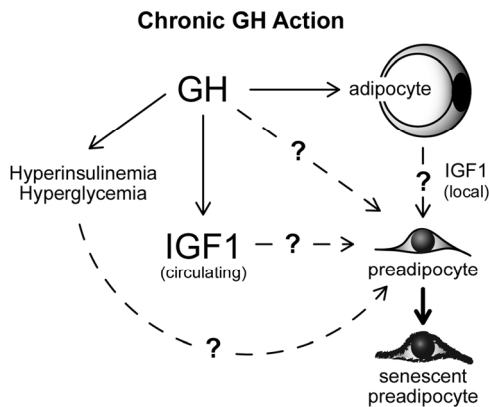 Chronic GH Action
GH
adipocyte
?
Hyperinsulinemia
Hyperglycemia
?
IGF1
(local)
IGF1
(circulating)
?
preadipocyte
?
senescent
preadipocyte